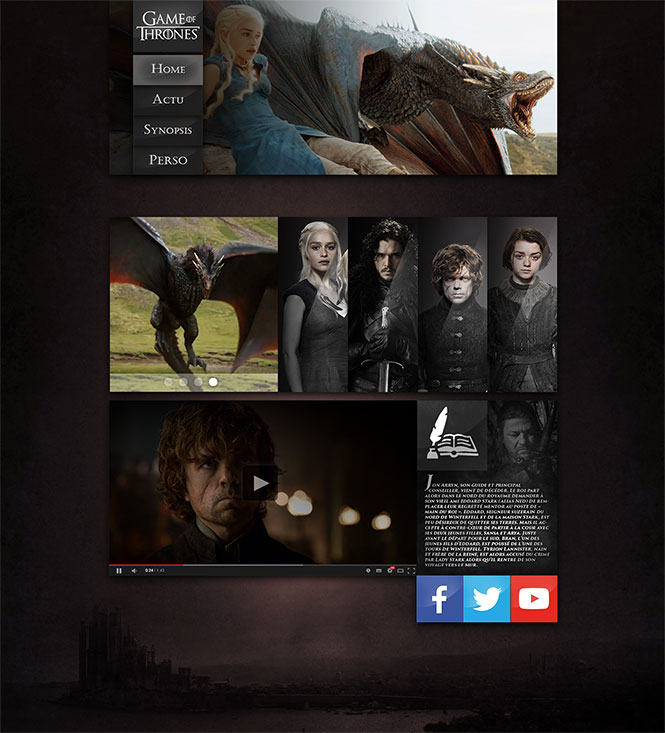 GAME OF
THRONES
HOME
ACTU
SYNOPSIS
PERSO
JON ARRYN, SON GUIDE ET PRINCIPAL
CONSEILLER, VIENT DE DÉCÉDER. LE ROI PART
ALORS DANS LE NORD DU ROYAUME DEMANDER À
SON VIEIL AMI EDDARD STARK (ALIAS NED) DE REM-
PLACER LEUR REGRETTÉ MENTOR AU POSTE DE «
MAIN DU ROI ». EDDARD, SEIGNEUR SUZERAIN DU
NORD DE WINTERFELL ET DE LA MAISON STARK, EST
PEU DÉSIREUX DE QUITTER SES TERRES. MAIS IL AC-
CEPTE À CONTRE-CŒUR DE PARTIR À LA COUR AVEC
SES DEUX JEUNES FILLES, SANSA ET ARYA. JUSTE
AVANT LE DÉPART POUR LE SUD, BRAN, L'UN DES
JEUNES FILS D'EDDARD, EST POUSSÉ DE L'UNE DES
TOURS DE WINTERFELL. TYRION LANNISTER, NAIN
ET FRÈRE DE LA REINE, EST ALORS ACCUSÉ DU CRIME
PAR LADY STARK ALORS QU'IL RENTRE DE SON
VOYAGE VERS LE MUR.
0:24 / 1:43